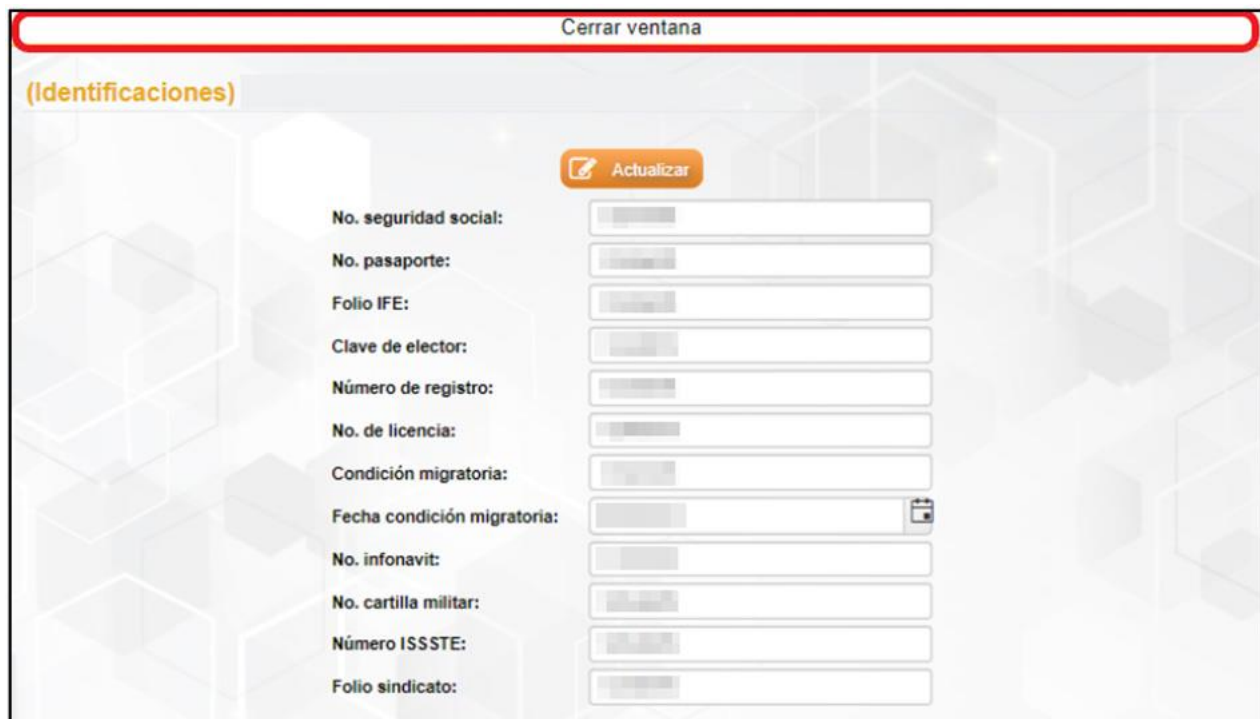 Cerrar ventana
(Identificaciones)
Actualizar
No. seguridad social:
No. pasaporte:
Folio IFE:
Clave de elector:
Número de registro:
No. de licencia:
Condición migratoria:
Fecha condición migratoria:
No. infonavit:
No. cartilla militar:
Número ISSSTE:
Folio sindicato: